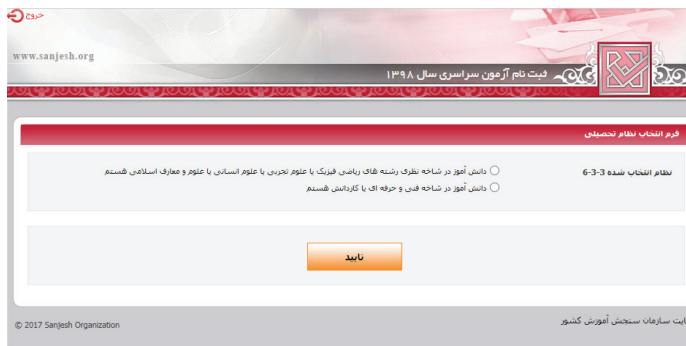 خروج
www.sanjesh.org
ثبت نام آزمون سراسری سال ۱۳۹۸
فرم انتخاب نظام تحصیلی
نظام انتخاب شده 3-3-6
دانش آموز در شاخه نظری رشته های ریاضی فیزیک یا علوم تجربی یا علوم انسانی یا علوم و معارف اسلامی هستم
دانش آموز در شاخه فنی و حرفه ای یا کاردانش هستم
تایید
ایت سازمان سنجش آموزش کشور
© 2017 Sanjesh Organization